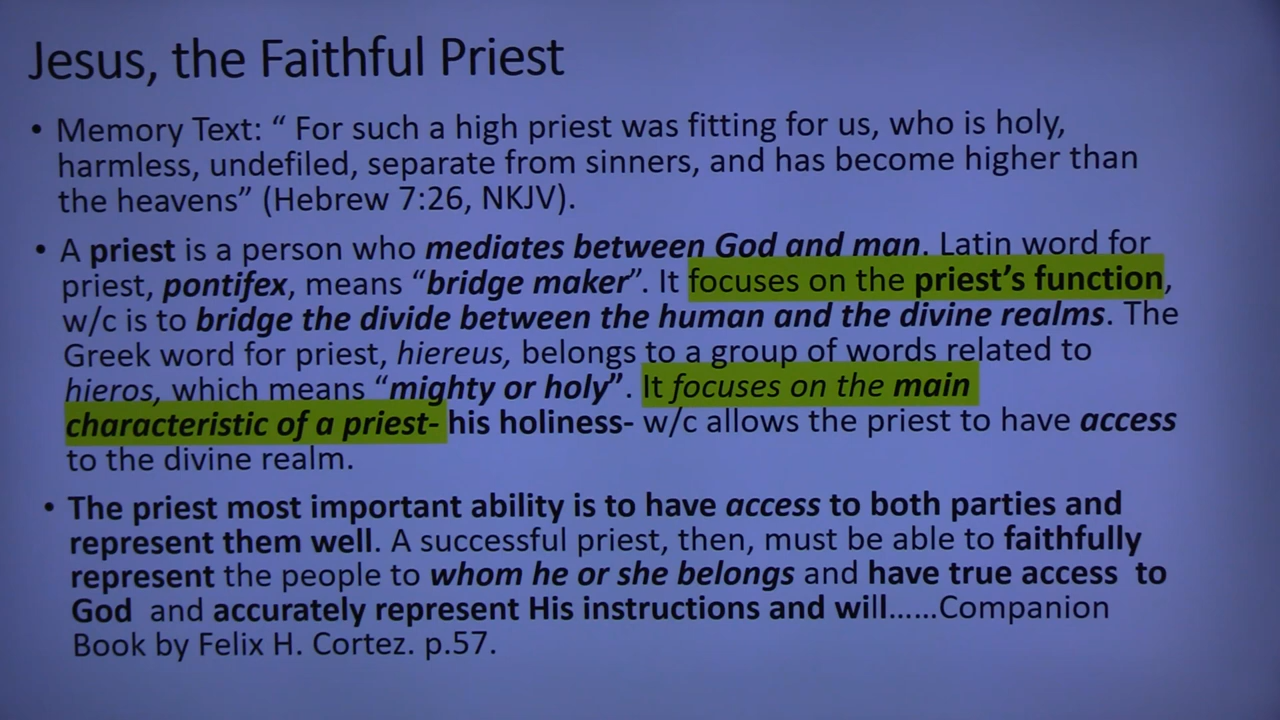 Jesus, the Faithful Priest
• Memory Text: “ For such a high priest was fitting for us, who is holy,
harmless, undefiled, separate from sinners, and has become higher than
the heavens” (Hebrew 7:26, NKJV).
• A priest is a person who mediates between God and man. Latin word for
priest, pontifex, means “bridge maker”. It focuses on the priest’s function,
w/c is to bridge the divide between the human and the divine realms. The
Greek word for priest, hiereus, belongs to a group of words related to
hieros, which means “mighty or holy”. It focuses on the main
characteristic of a priest- his holiness- w/c allows the priest to have access
to the divine realm.
• The priest most important ability is to have access to both parties and
represent them well. A successful priest, then, must be able to faithfully
represent the people to whom he or she belongs and have true access to
God and accurately represent His instructions and will……Companion
Book by Felix H. Cortez. p.57.